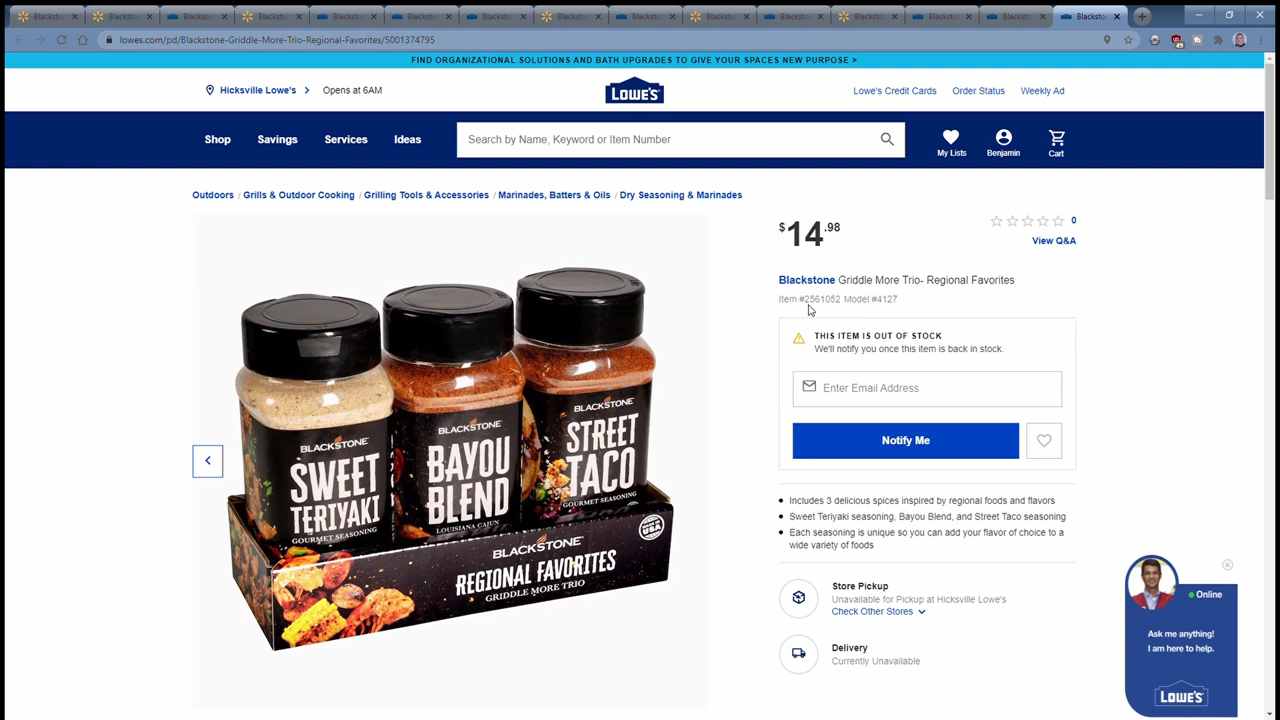 Blackstone
Blackstone
Blackstone
Blackstone
lowes.com/pd/Blackstone-Griddle-More-Trio-Regional-Favorites/5001374795
49
FIND ORGANIZATIONAL SOLUTIONS AND BATH UPGRADES TO GIVE YOUR SPACES NEW PURPOSE >
Hicksville Lowe's > Opens at 6AM
LOWE'S
Lowe's Credit Cards Order Status Weekly Ad
Shop Savings Services Ideas
Search by Name, Keyword or Item Number
My Lists Benjamin Cart
Outdoors / Grills & Outdoor Cooking / Grilling Tools & Accessories / Marinades, Batters & Oils / Dry Seasoning & Marinades
$14.98
0
View Q&A
Blackstone Griddle More Trio- Regional Favorites
Item #2561052 Model #4127
THIS ITEM IS OUT OF STOCK
We'll notify you once this item is back in stock.
Enter Email Address
Notify Me
BLACKSTONE
SWEET
TERIYAKI
GOURMET SEASONING
BLACKSTONE
BAYOU
BLEND
LOUISIANA CAJUN
BLACKSTONE
STREET
TACO
GOURMET SEASONING
BLACKSTONE
REGIONAL FAVORITES
GRIDDLE MORE TRIO
MADE IN
USA
Includes 3 delicious spices inspired by regional foods and flavors
Sweet Teriyaki seasoning, Bayou Blend, and Street Taco seasoning
Each seasoning is unique so you can add your flavor of choice to a
wide variety of foods
Store Pickup
Unavailable for Pickup at Hicksville Lowe's
Check Other Stores
Delivery
Currently Unavailable
Online
Ask me anything!
I am here to help.
LOWE'S